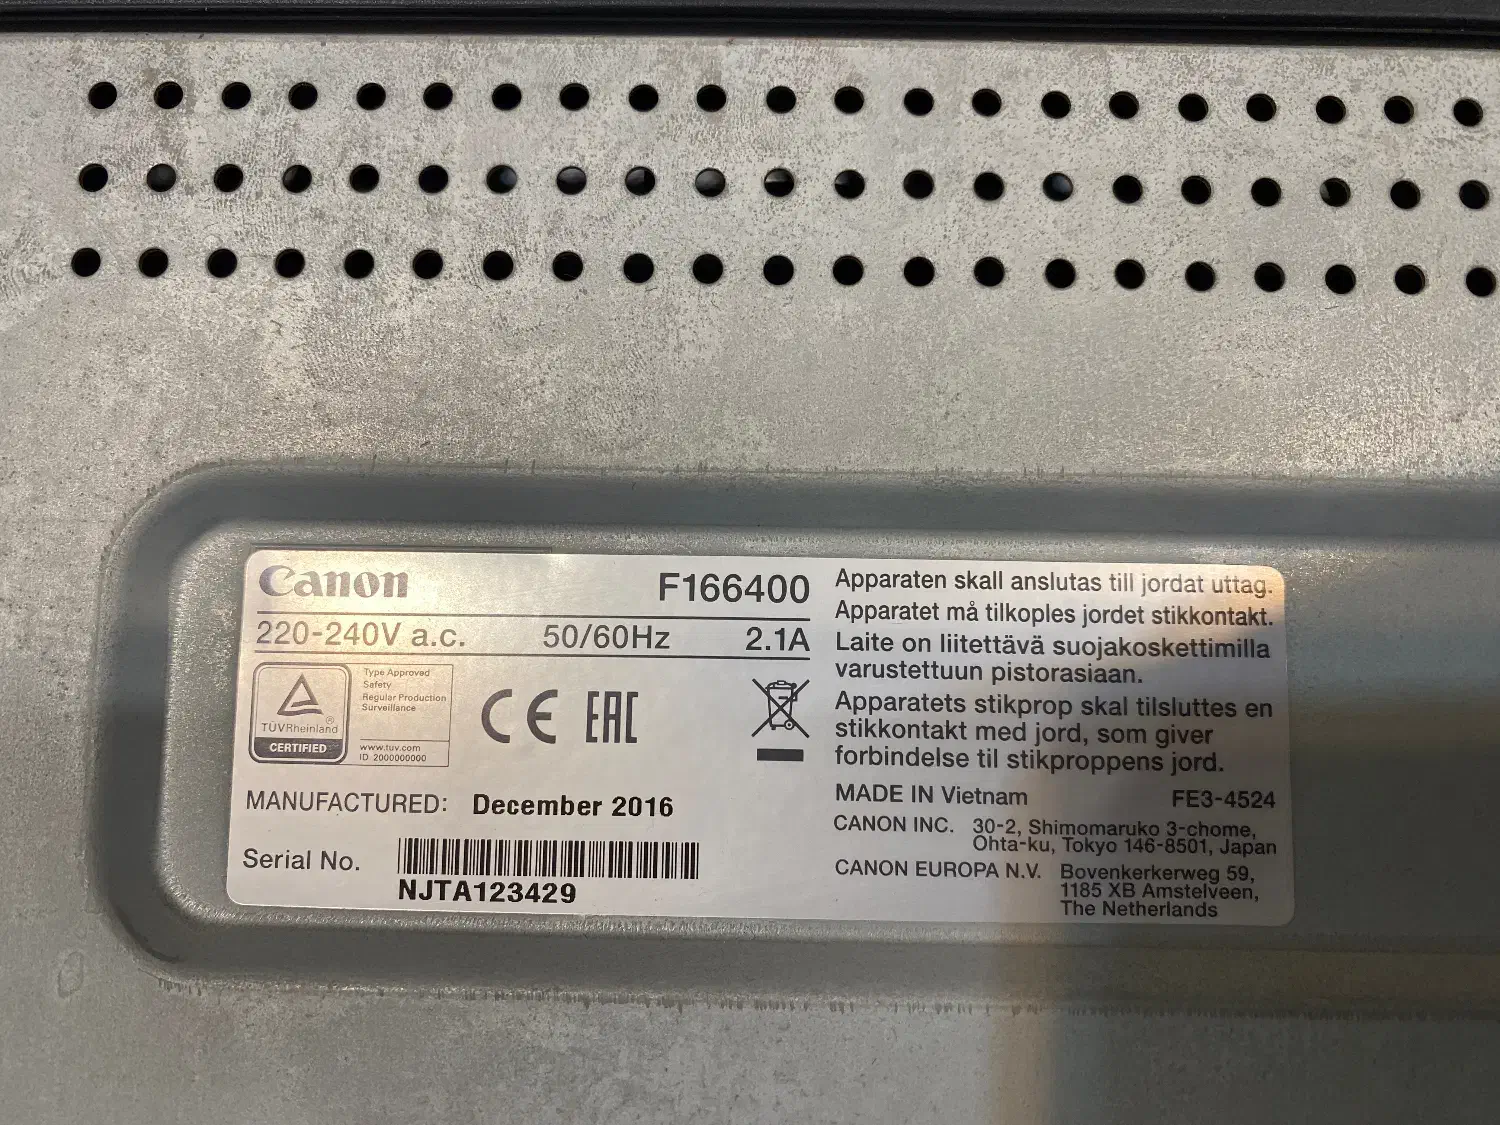 Canon F166400
220-240V a.c. 50/60Hz 2.1A
TÜVRheinland®
CERTIFIED
Type Approved
Safety
Regular Production
Surveillance
www.tuv.com
ID 2000000000
CE EAC
MANUFACTURED: December 2016
Serial No.
NJTA123429
Apparaten skall anslutas till jordat uttag.
Apparatet må tilkoples jordet stikkontakt.
Laite on liitettävä suojakoskettimilla
varustettuun pistorasiaan.
Apparatets stikprop skal tilsluttes en
stikkontakt med jord, som giver
forbindelse til stikproppens jord.
MADE IN Vietnam FE3-4524
CANON INC. 30-2, Shimomaruko 3-chome,
Ohta-ku, Tokyo 146-8501, Japan
CANON EUROPA N.V. Bovenkerkerweg 59,
1185 XB Amstelveen,
The Netherlands